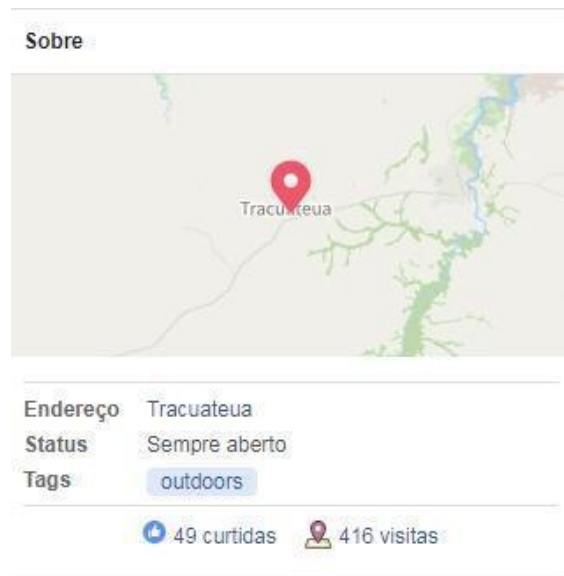 Sobre
Tracuateua
Endereço Tracuateua
Status Sempre aberto
Tags outdoors
49 curtidas 416 visitas